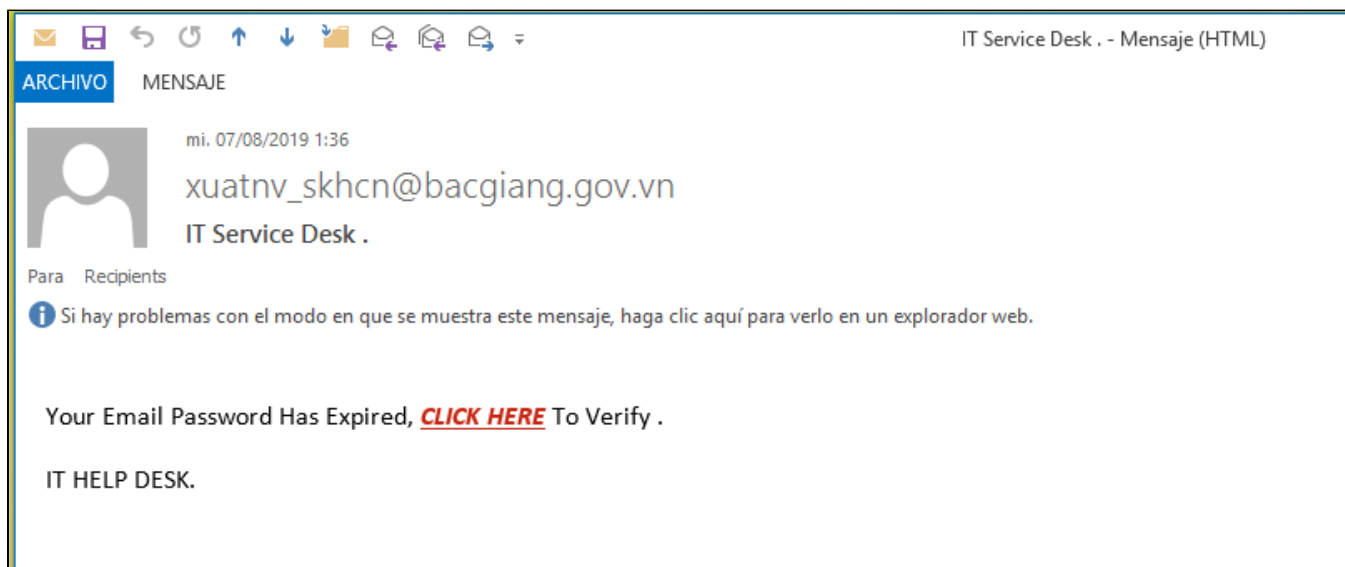 IT Service Desk . - Mensaje (HTML)
ARCHIVO MENSAJE
mi. 07/08/2019 1:36
xuatnv_skhcn@bacgiang.gov.vn
IT Service Desk .
Para Recipients
Si hay problemas con el modo en que se muestra este mensaje, haga clic aquí para verlo en un explorador web.
Your Email Password Has Expired, CLICK HERE To Verify .
IT HELP DESK.